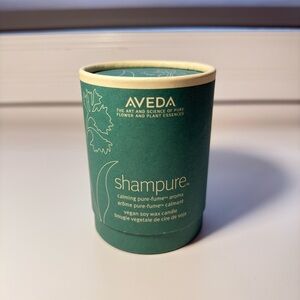 AVEDA
THE ART AND SCIENCE OF PURE
FLOWER AND PLANT ESSENCES
shampure™
calming pure-fume™ aroma
arôme pure-fume™ calmant
vegan soy wax candle
bougie végétale de cire de soja